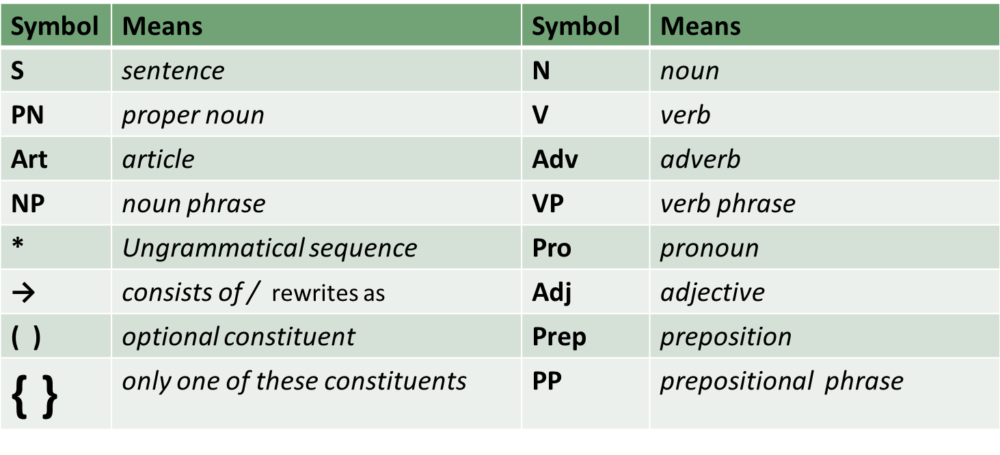 Symbol Means Symbol Means
S sentence N noun
PN proper noun V verb
Art article Adv adverb
NP noun phrase VP verb phrase
* Ungrammatical sequence Pro pronoun
→ consists of / rewrites as Adj adjective
( ) optional constituent Prep preposition
{ } only one of these constituents PP prepositional phrase